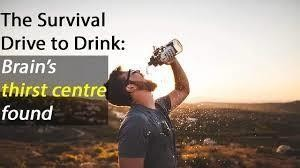 The Survival
Drive to Drink:
Brain's
thirst centre
found